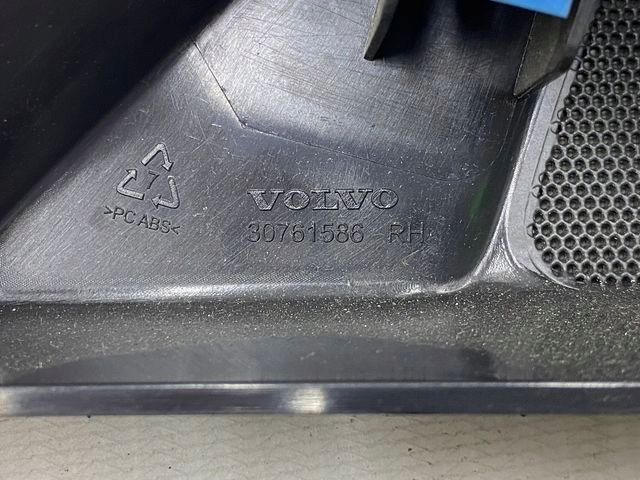 7
>PC ABS<
VOLVO
30761586 RH